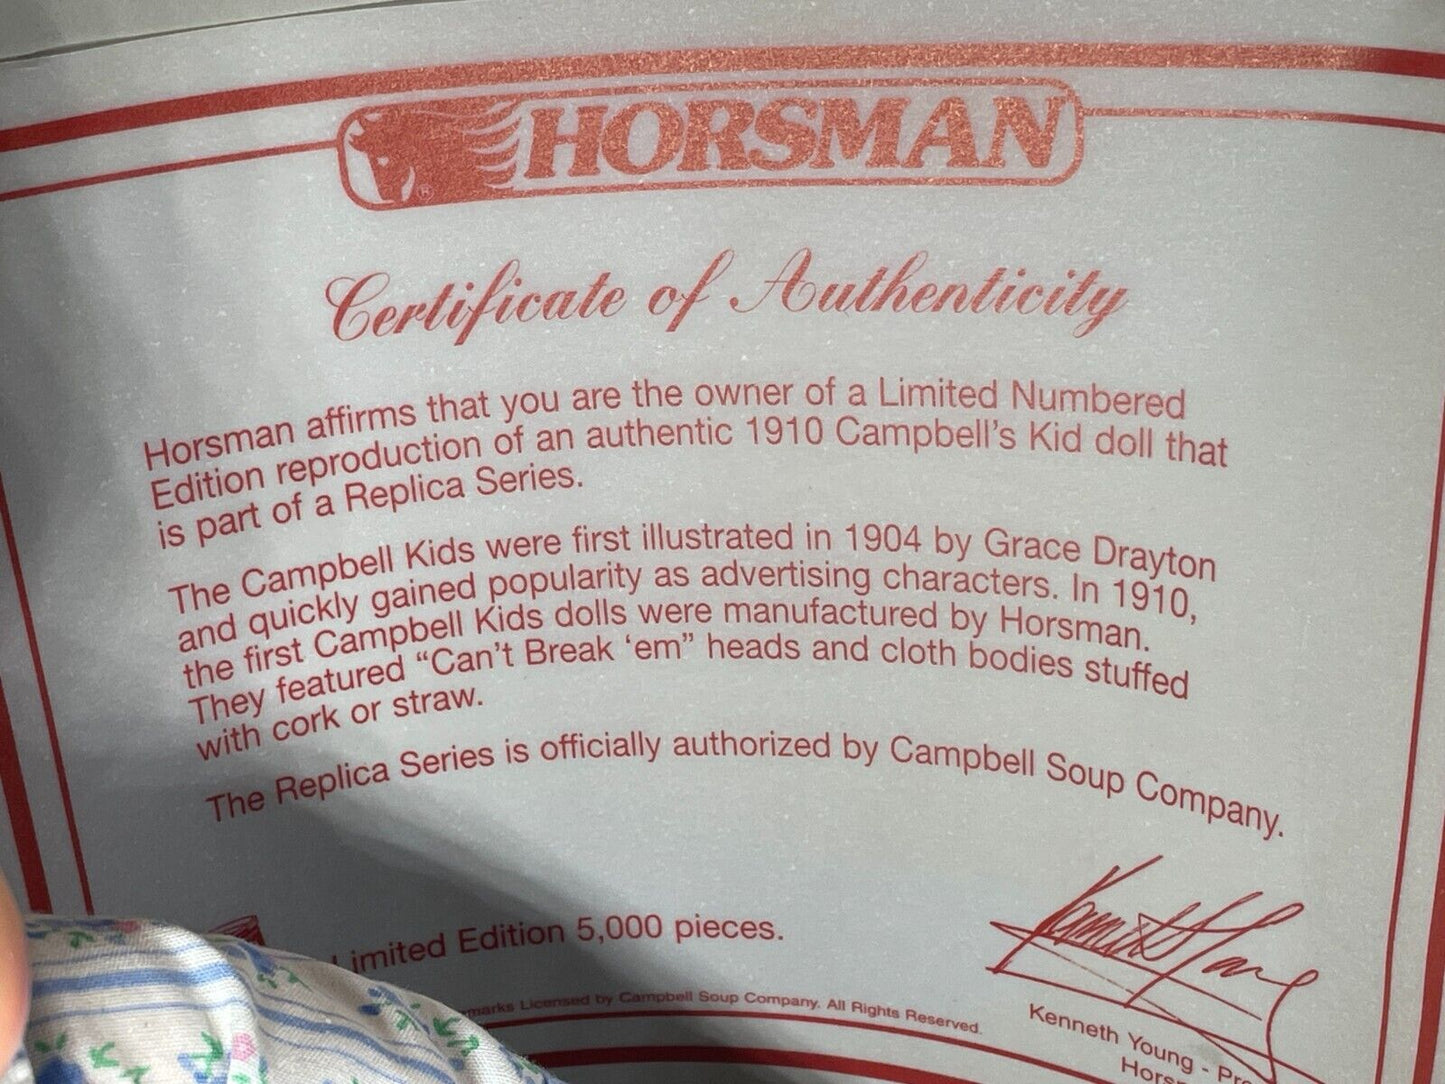 HORSMAN
®
Certificate of Authenticity
Horsman affirms that you are the owner of a Limited Numbered
Edition reproduction of an authentic 1910 Campbell's Kid doll that
is part of a Replica Series.
The Campbell Kids were first illustrated in 1904 by Grace Drayton
and quickly gained popularity as advertising characters. In 1910,
the first Campbell Kids dolls were manufactured by Horsman.
They featured “Can't Break ‘em” heads and cloth bodies stuffed
with cork or straw.
The Replica Series is officially authorized by Campbell Soup Company.
Limited Edition 5,000 pieces.
Licensed by Campbell Soup Company. All Rights Reserved.
Kenneth Young
Kenneth Young -